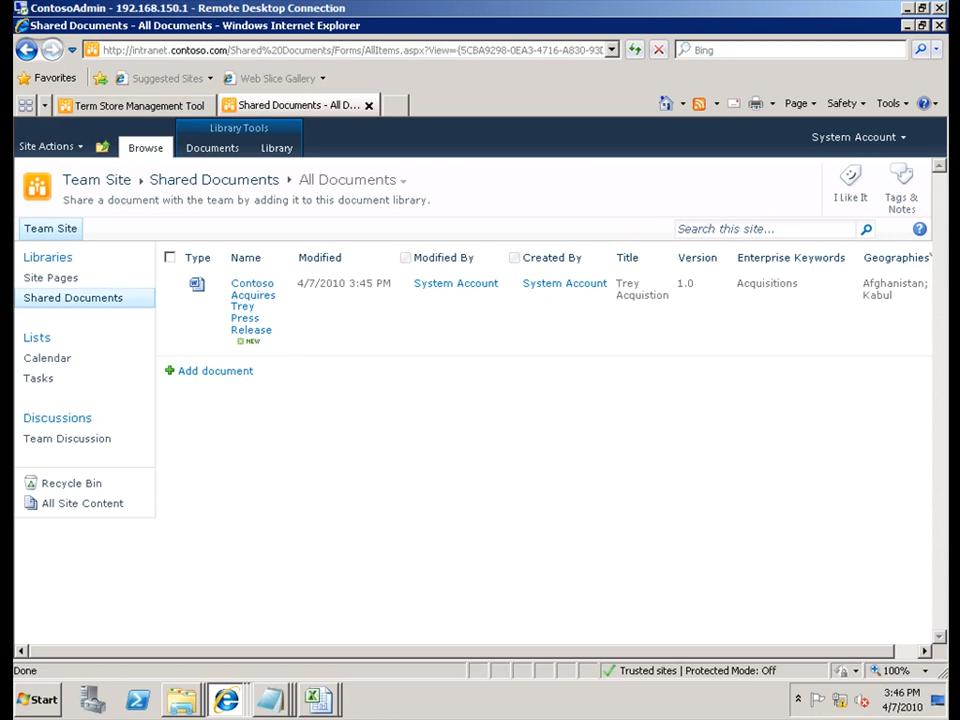 ContosoAdmin - 192.168.150.1 - Remote Desktop Connection
Shared Documents - All Documents - Windows Internet Explorer
http://intranet.contoso.com/Shared%20Documents/Forms/AllItems.aspx?View={5CBA9298-0EA3-4716-A830-93D
Bing
Favorites
Suggested Sites
Web Slice Gallery
Term Store Management Tool
Shared Documents - All D...
Page
Safety
Tools
Library Tools
Site Actions
Browse
Documents
Library
System Account
Team Site
Shared Documents
All Documents
Share a document with the team by adding it to this document library.
I Like It
Tags &
Notes
Team Site
Search this site...
Libraries
Site Pages
Shared Documents
Lists
Calendar
Tasks
Discussions
Team Discussion
Recycle Bin
All Site Content
Type
Name
Modified
Modified By
Created By
Title
Version
Enterprise Keywords
Geographies
Contoso
Acquires
Trey
Press
Release
NEW
4/7/2010 3:45 PM
System Account
System Account
Trey
Acquistion
1.0
Acquisitions
Afghanistan;
Kabul
Add document
Done
Trusted sites | Protected Mode: Off
100%
Start
3:46 PM
4/7/2010